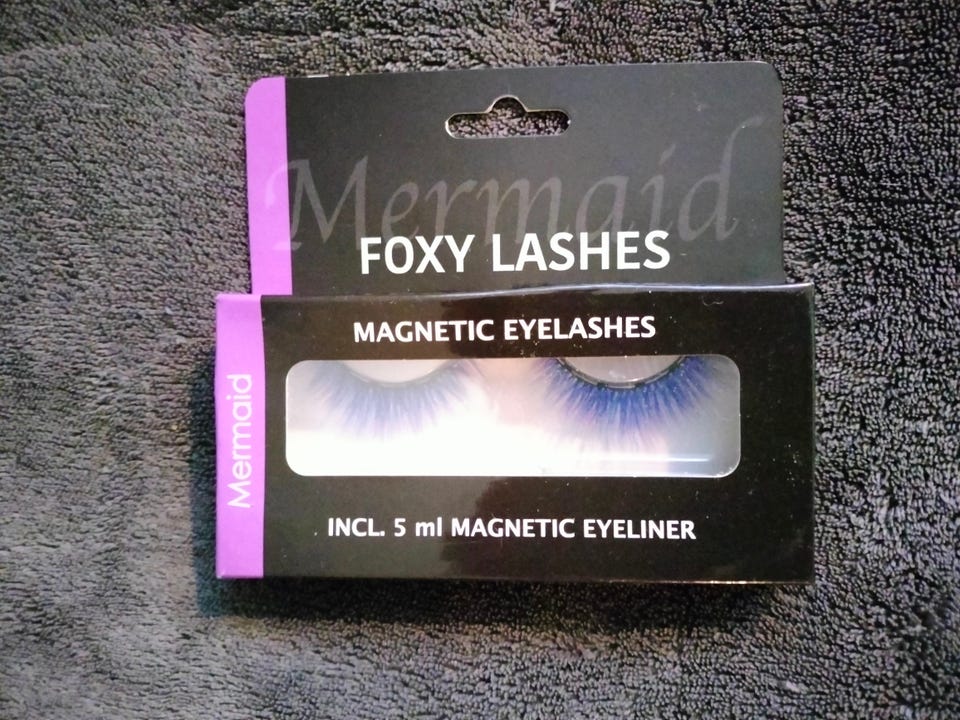 Mermaid
FOXY LASHES
MAGNETIC EYELASHES
Mermaid
INCL. 5 ml MAGNETIC EYELINER